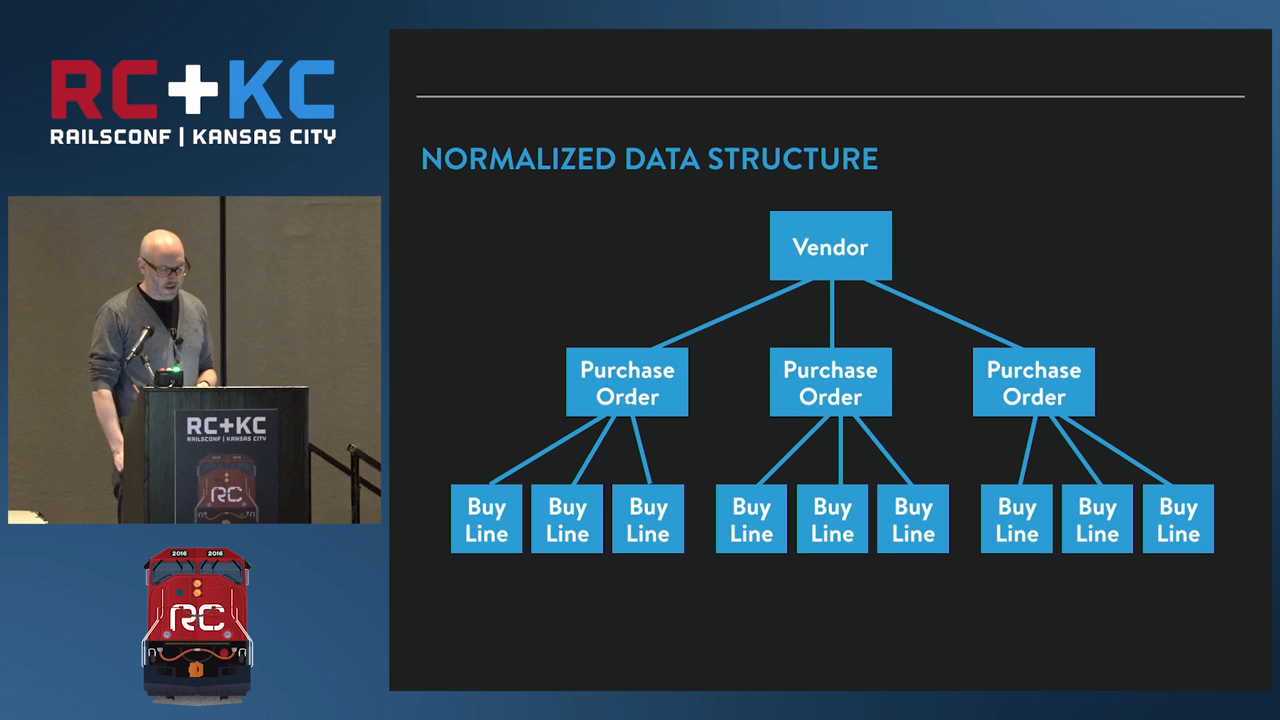 RC+KC
RAILSCONF | KANSAS CITY
NORMALIZED DATA STRUCTURE
Vendor
Purchase
Order
Purchase
Order
Purchase
Order
Buy
Line
Buy
Line
Buy
Line
Buy
Line
Buy
Line
Buy
Line
Buy
Line
Buy
Line
Buy
Line
RC+KC
RAILSCONF | KANSAS CITY
RC
2016 2016
RC